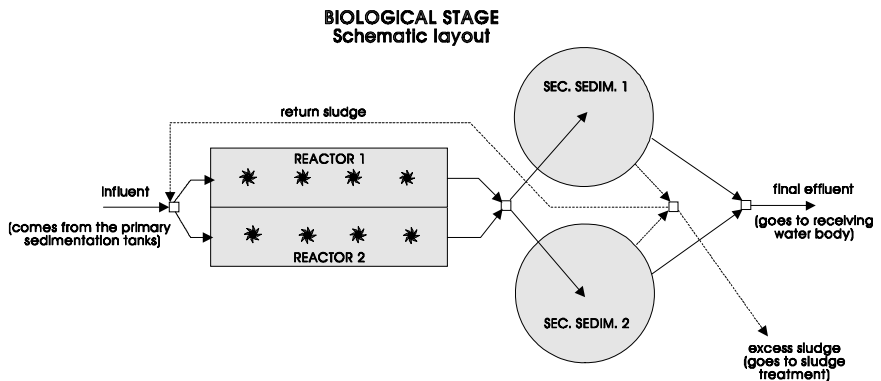 BIOLOGICAL STAGE
Schematic layout
SEC. SEDIM. 1
return sludge
REACTOR 1
influent
(comes from the primary
sedimentation tanks)
final effluent
(goes to receiving
water body)
REACTOR 2
SEC. SEDIM. 2
excess sludge
(goes to sludge
treatment)